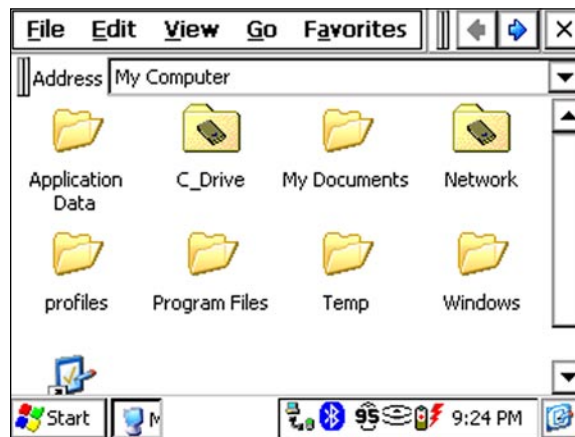 File Edit View Go Favorites
Address My Computer
Application Data
C_Drive
My Documents
Network
profiles
Program Files
Temp
Windows
Start
M
95
9:24 PM